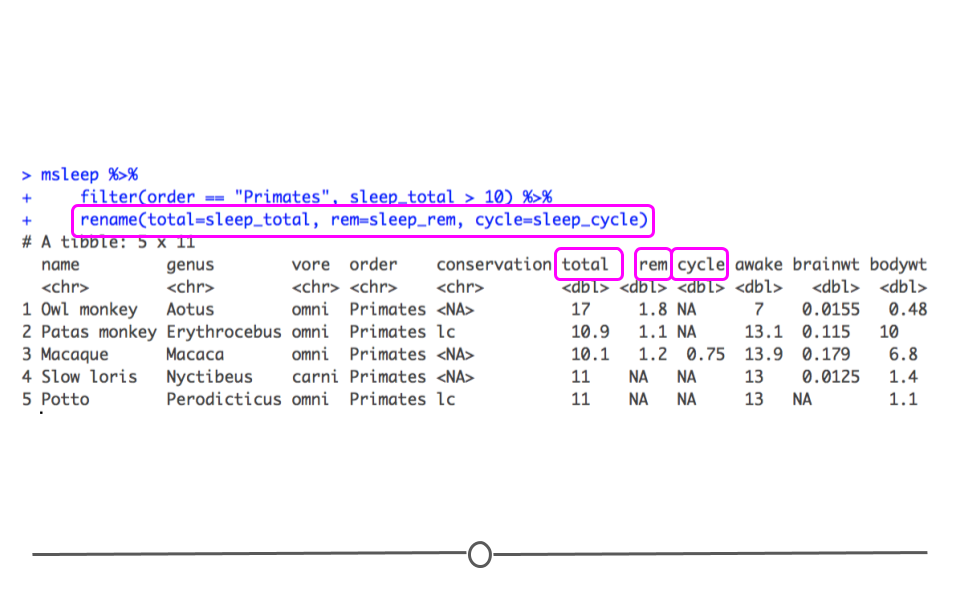 > msleep %>%
+     filter(order == "Primates", sleep_total > 10) %>%
+     rename(total=sleep_total, rem=sleep_rem, cycle=sleep_cycle)
# A tibble: 5 x 11
  name         genus        vore  order    conservation total   rem cycle awake brainwt bodywt
  <chr>        <chr>        <chr> <chr>    <chr>        <dbl> <dbl> <dbl> <dbl>   <dbl>  <dbl>
1 Owl monkey   Aotus        omni  Primates <NA>          17     1.8 NA      7    0.0155   0.48
2 Patas monkey Erythrocebus omni  Primates lc            10.9   1.1 NA     13.1  0.115   10
3 Macaque      Macaca       omni  Primates <NA>          10.1   1.2  0.75  13.9  0.179    6.8
4 Slow loris   Nyctibeus    carni Primates <NA>          11    NA   NA     13    0.0125   1.4
5 Potto        Perodicticus omni  Primates lc            11    NA   NA     13   NA        1.1